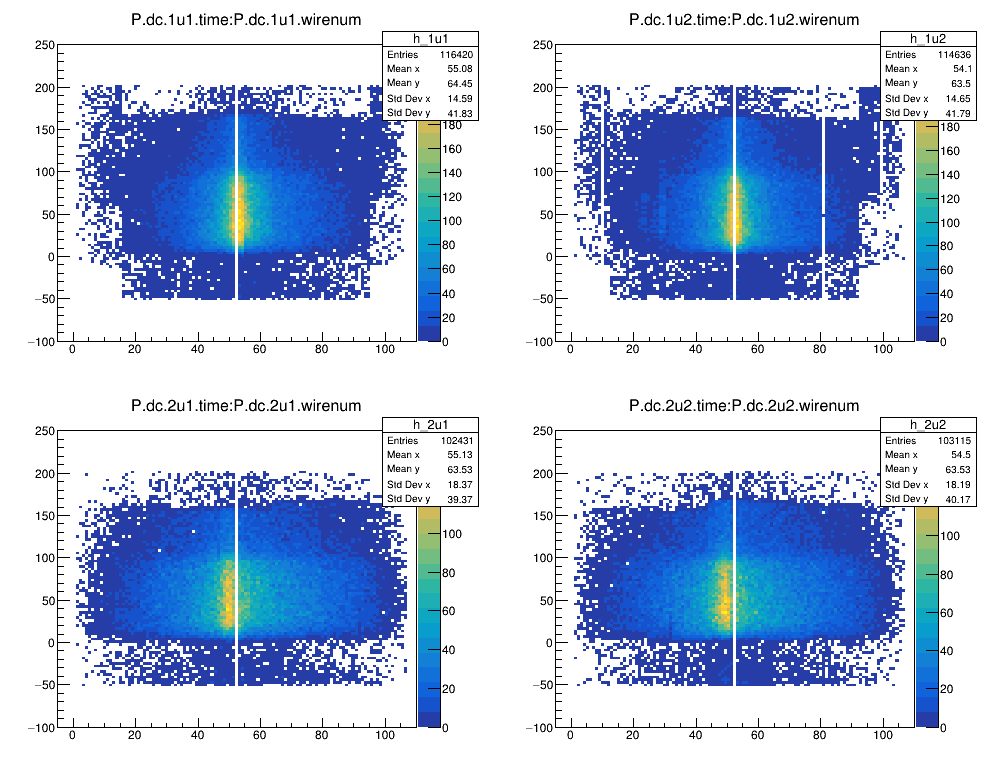 P.dc.1u1.time:P.dc.1u1.wirenum
h_1u1
Entries 116420
Mean x 55.08
Mean y 64.45
Std Dev x 14.59
Std Dev y 41.83
250
200
150
100
50
0
−50
−100
0 20 40 60 80 100
180
160
140
120
100
80
60
40
20
0
P.dc.1u2.time:P.dc.1u2.wirenum
h_1u2
Entries 114636
Mean x 54.1
Mean y 63.5
Std Dev x 14.65
Std Dev y 41.79
250
200
150
100
50
0
−50
−100
0 20 40 60 80 100
180
160
140
120
100
80
60
40
20
0
P.dc.2u1.time:P.dc.2u1.wirenum
h_2u1
Entries 102431
Mean x 55.13
Mean y 63.53
Std Dev x 18.37
Std Dev y 39.37
250
200
150
100
50
0
−50
−100
0 20 40 60 80 100
100
80
60
40
20
0
P.dc.2u2.time:P.dc.2u2.wirenum
h_2u2
Entries 103115
Mean x 54.5
Mean y 63.53
Std Dev x 18.19
Std Dev y 40.17
250
200
150
100
50
0
−50
−100
0 20 40 60 80 100
100
80
60
40
20
0